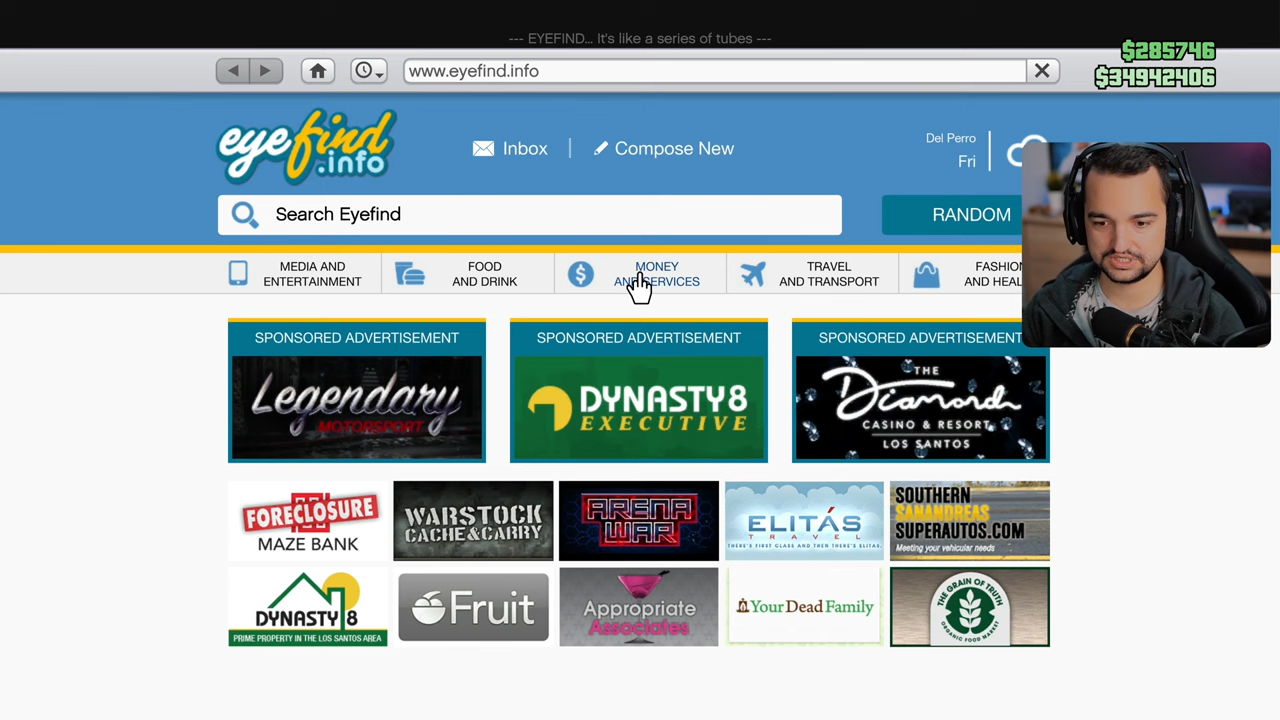 --- EYEFIND... It's like a series of tubes ---
$285746
www.eyefind.info
$34942406
eyefind
.info
Inbox
Compose New
Del Perro
Fri
Search Eyefind
RANDOM
MEDIA AND
ENTERTAINMENT
FOOD
AND DRINK
MONEY
AND SERVICES
TRAVEL
AND TRANSPORT
FASHION
AND HEAL
SPONSORED ADVERTISEMENT
SPONSORED ADVERTISEMENT
SPONSORED ADVERTISEMENT
Legendary
MOTORSPORT
DYNASTY8
EXECUTIVE
THE
Diamond
CASINO & RESORT
LOS SANTOS
FORECLOSURE
MAZE BANK
WARSTOCK
CACHE&CARRY
ARENA
WAR
ELITÁS
TRAVEL
THERE'S FIRST CLASS AND THEN THERE'S ELITAS.
SOUTHERN
SANANDREAS
SUPERAUTOS.COM
Meeting your vehicular needs
DYNASTY 8
PRIME PROPERTY IN THE LOS SANTOS AREA
Fruit
Appropriate
Associates
YourDeadFamily
THE GRAIN OF TRUTH
ORGANIC FOOD MARKET